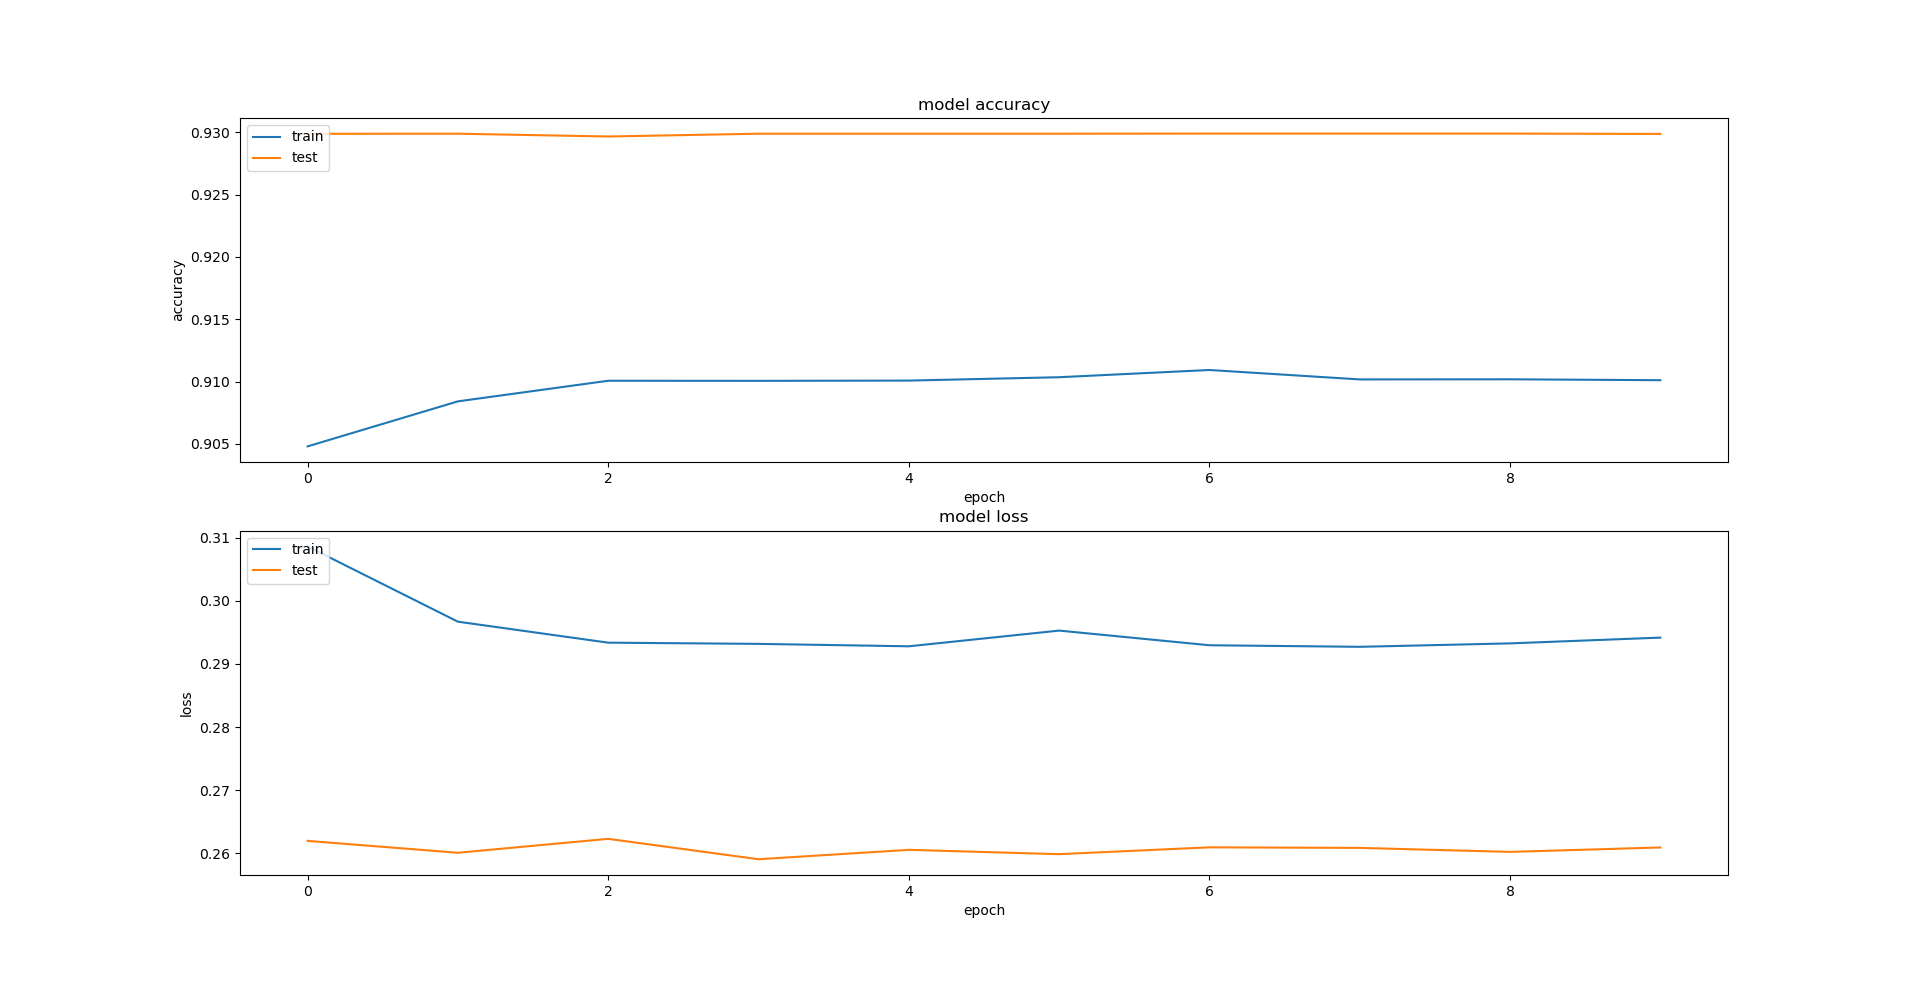 model accuracy
train
test
0.930
0.925
0.920
0.915
0.910
0.905
accuracy
0 2 4 6 8
epoch
model loss
train
test
0.31
0.30
0.29
0.28
0.27
0.26
loss
0 2 4 6 8
epoch